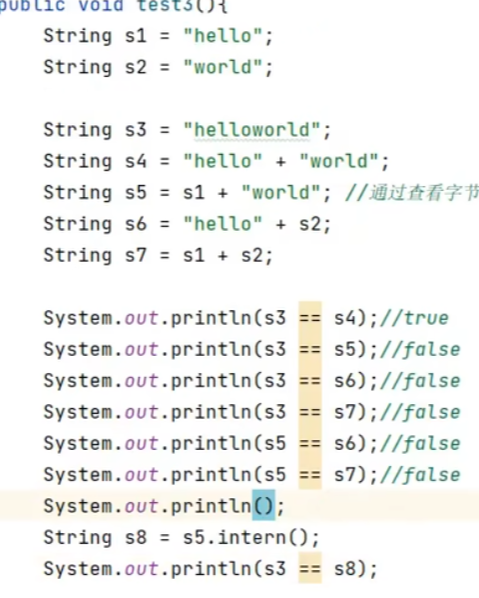 public void test3(){
String s1 = "hello";
String s2 = "world";
String s3 = "helloworld";
String s4 = "hello" + "world";
String s5 = s1 + "world"; //通过查看字节
String s6 = "hello" + s2;
String s7 = s1 + s2;
System.out.println(s3 == s4);//true
System.out.println(s3 == s5);//false
System.out.println(s3 == s6);//false
System.out.println(s3 == s7);//false
System.out.println(s5 == s6);//false
System.out.println(s5 == s7);//false
System.out.println();
String s8 = s5.intern();
System.out.println(s3 == s8);